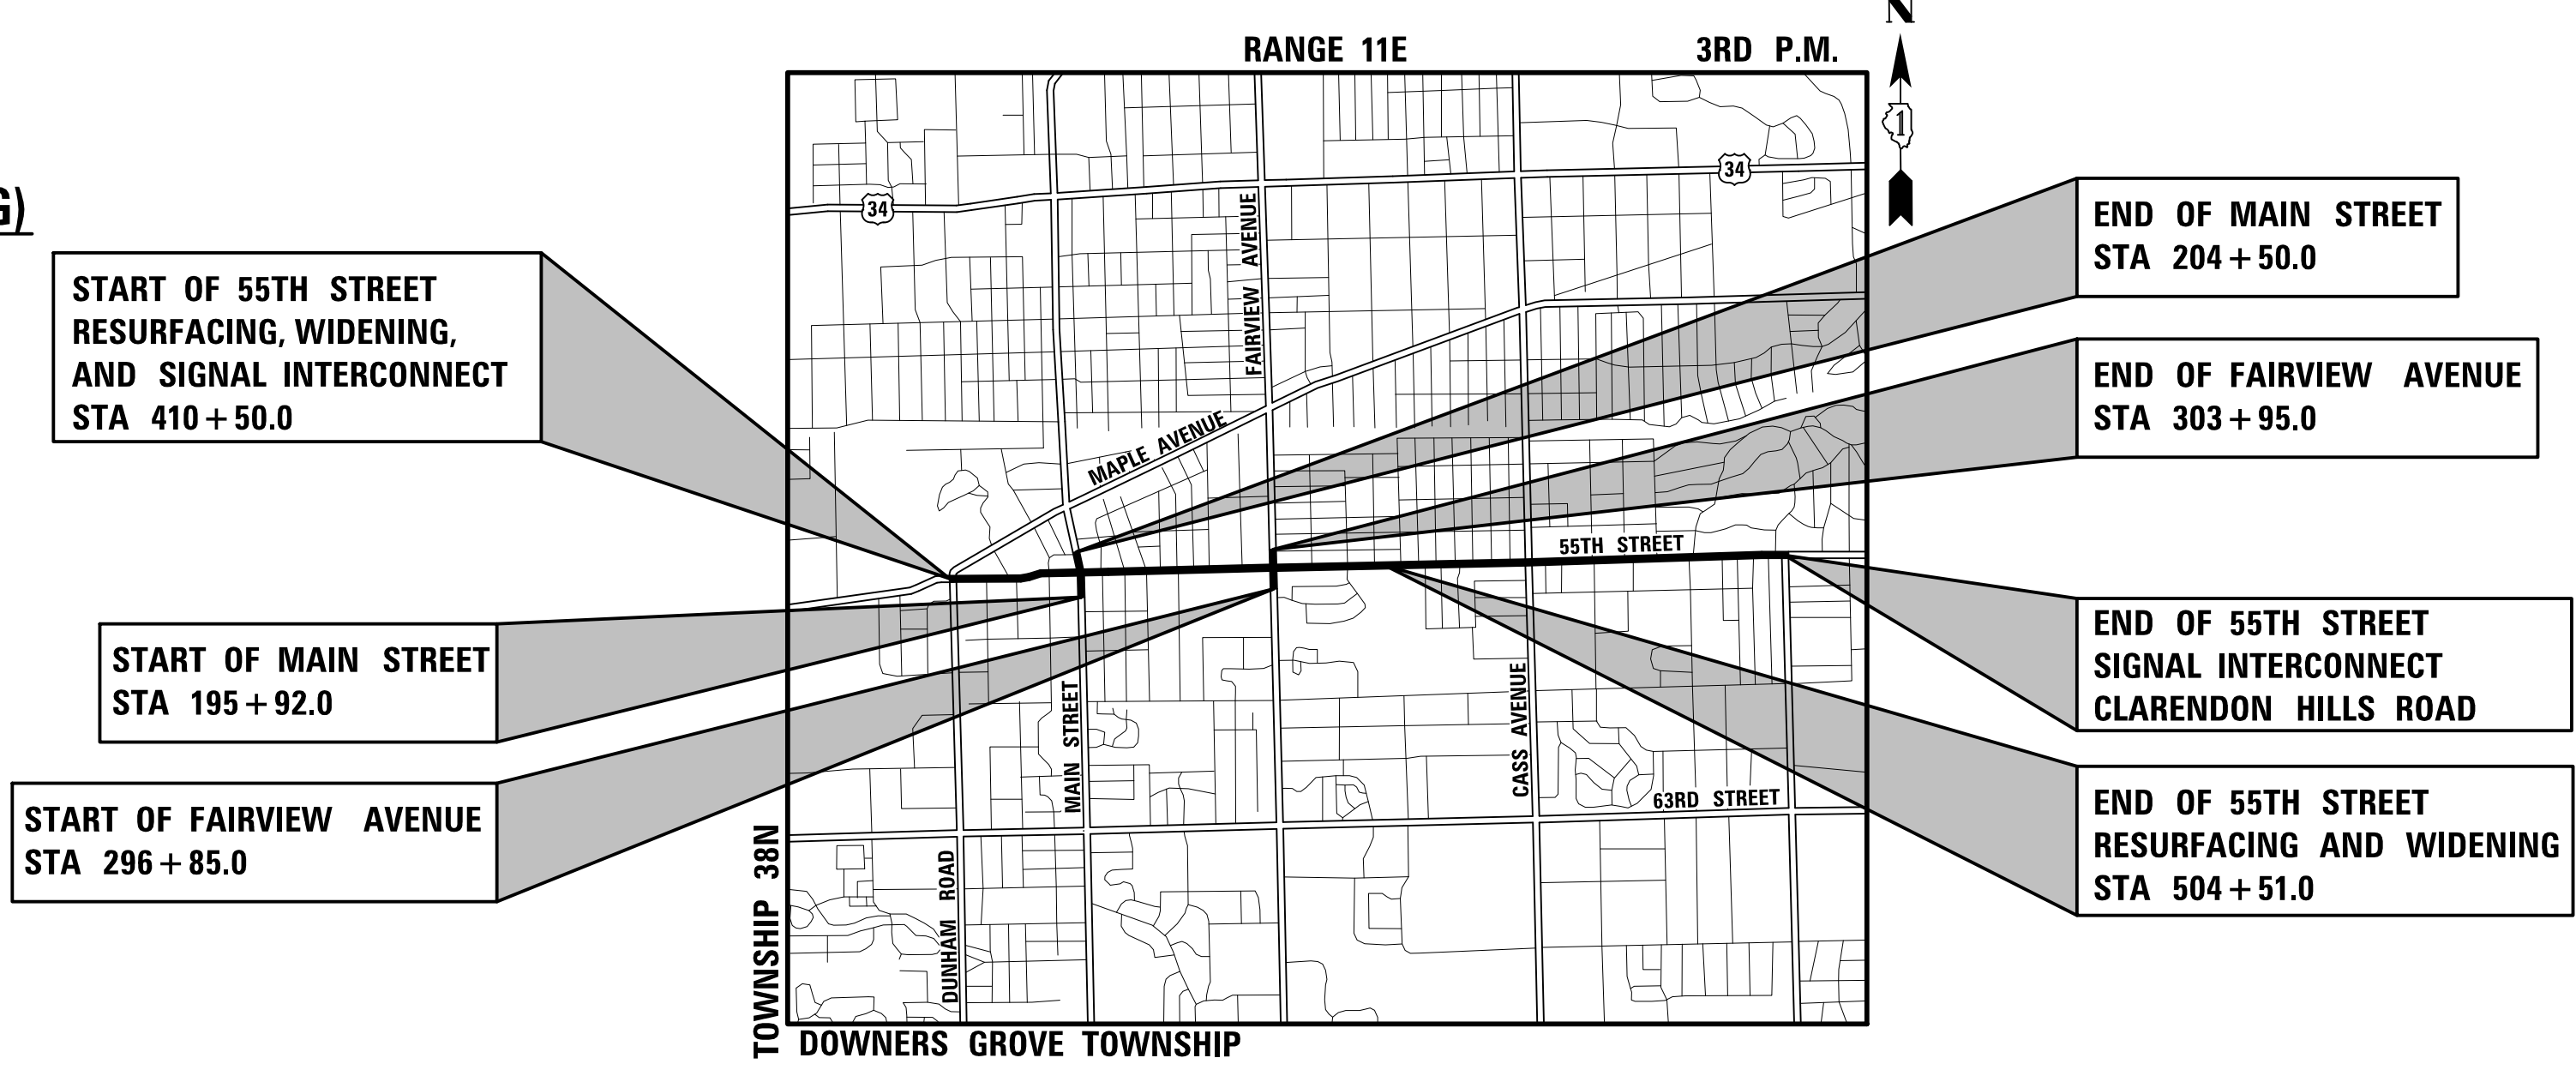 N
RANGE 11E 3RD P.M.
1
G)
34
34
START OF 55TH STREET
RESURFACING, WIDENING,
AND SIGNAL INTERCONNECT
STA 410+50.0
START OF MAIN STREET
STA 195+92.0
START OF FAIRVIEW AVENUE
STA 296+85.0
FAIRVIEW AVENUE
MAPLE AVENUE
55TH STREET
MAIN STREET
CASS AVENUE
63RD STREET
DUNHAM ROAD
TOWNSHIP 38N
DOWNERS GROVE TOWNSHIP
END OF MAIN STREET
STA 204+50.0
END OF FAIRVIEW AVENUE
STA 303+95.0
END OF 55TH STREET
SIGNAL INTERCONNECT
CLARENDON HILLS ROAD
END OF 55TH STREET
RESURFACING AND WIDENING
STA 504+51.0